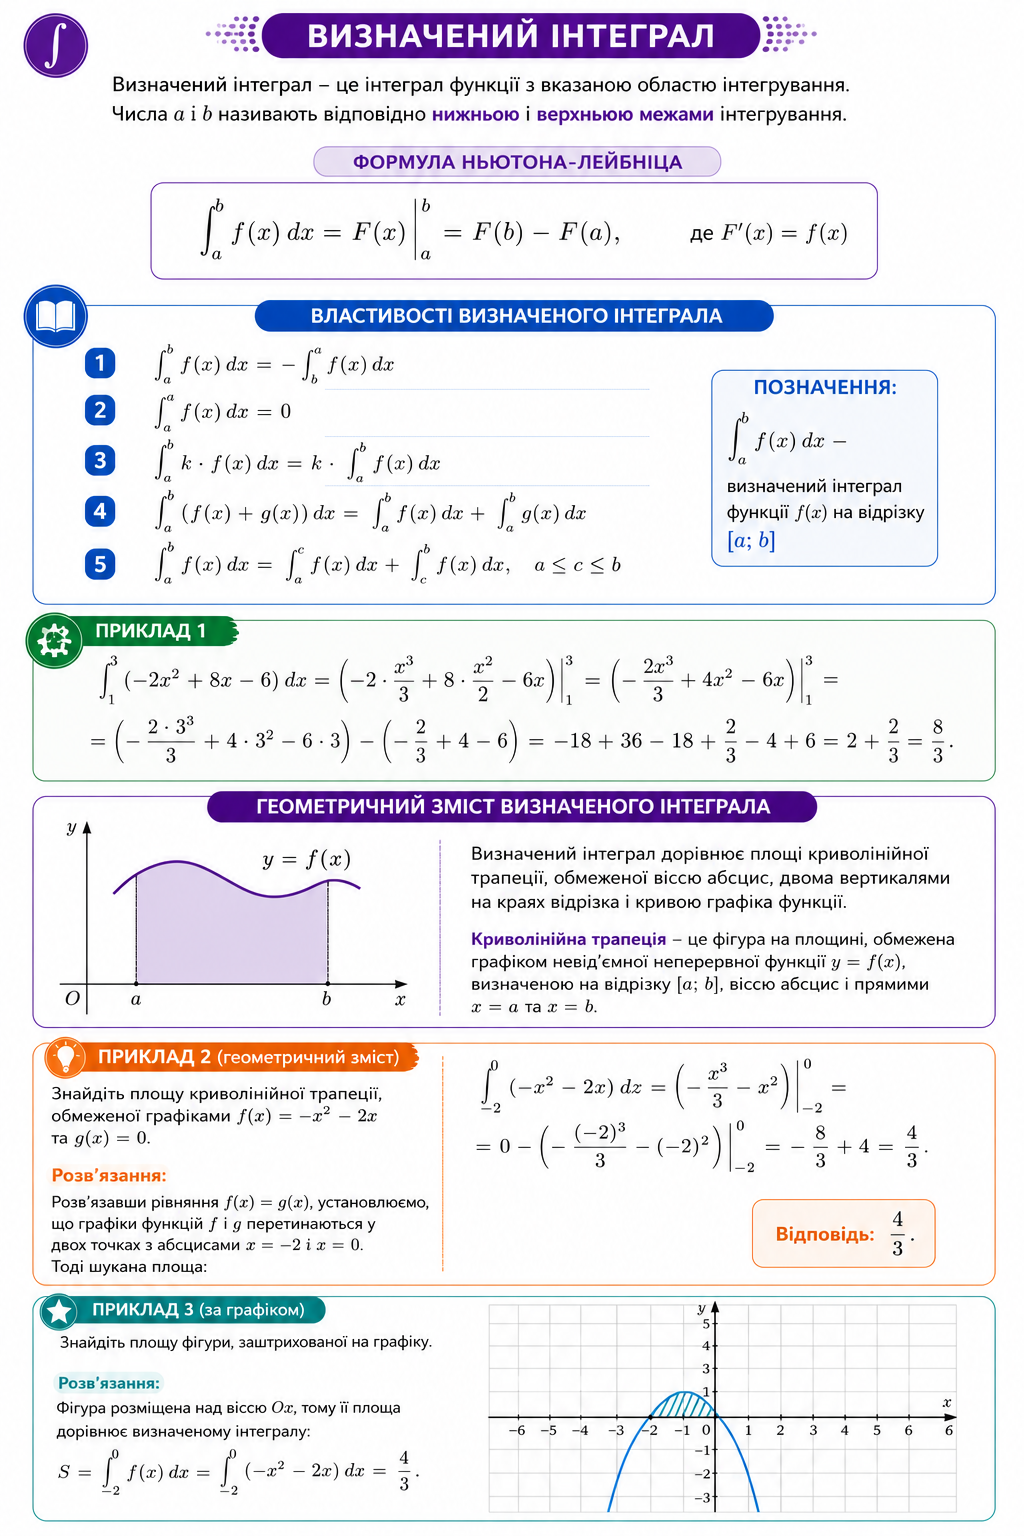 ∫
ВИЗНАЧЕНИЙ ІНТЕГРАЛ
Визначений інтеграл – це інтеграл функції з вказаною областю інтегрування.
Числа a і b називають відповідно нижньою і верхньою межами інтегрування.
ФОРМУЛА НЬЮТОНА-ЛЕЙБНІЦА
∫_a^b f(x) dx = F(x) |_a^b = F(b) − F(a), де F′(x) = f(x)
ВЛАСТИВОСТІ ВИЗНАЧЕНОГО ІНТЕГРАЛА
1 ∫_a^b f(x) dx = − ∫_b^a f(x) dx
2 ∫_a^a f(x) dx = 0
3 ∫_a^b k · f(x) dx = k · ∫_a^b f(x) dx
4 ∫_a^b (f(x) + g(x)) dx = ∫_a^b f(x) dx + ∫_a^b g(x) dx
5 ∫_a^b f(x) dx = ∫_a^c f(x) dx + ∫_c^b f(x) dx, a ≤ c ≤ b
ПОЗНАЧЕННЯ:
∫_a^b f(x) dx −
визначений інтеграл
функції f(x) на відрізку
[a; b]
ПРИКЛАД 1
∫_1^3 (−2x² + 8x − 6) dx = (−2 · x³/3 + 8 · x²/2 − 6x)|_1^3 = (− 2x³/3 + 4x² − 6x)|_1^3 =
= (− 2 · 3³/3 + 4 · 3² − 6 · 3) − (− 2/3 + 4 − 6) = −18 + 36 − 18 + 2/3 − 4 + 6 = 2 + 2/3 = 8/3.
ГЕОМЕТРИЧНИЙ ЗМІСТ ВИЗНАЧЕНОГО ІНТЕГРАЛА
y
y = f(x)
O a b x
Визначений інтеграл дорівнює площі криволінійної
трапеції, обмеженої віссю абсцис, двома вертикалями
на краях відрізка і кривою графіка функції.
Криволінійна трапеція – це фігура на площині, обмежена
графіком невід’ємної неперервної функції y = f(x),
визначеною на відрізку [a; b], віссю абсцис і прямими
x = a та x = b.
ПРИКЛАД 2 (геометричний зміст)
Знайдіть площу криволінійної трапеції,
обмеженої графіками f(x) = −x² − 2x
та g(x) = 0.
Розв’язання:
Розв’язавши рівняння f(x) = g(x), установлюємо,
що графіки функцій f і g перетинаються у
двох точках з абсцисами x = −2 і x = 0.
Тоді шукана площа:
∫_−2^0 (−x² − 2x) dz = (− x³/3 − x²)|_−2^0 =
= 0 − (− (−2)³/3 − (−2)²)|_−2^0 = − 8/3 + 4 = 4/3.
Відповідь: 4/3.
ПРИКЛАД 3 (за графіком)
Знайдіть площу фігури, заштрихованої на графіку.
Розв’язання:
Фігура розміщена над віссю Ox, тому її площа
дорівнює визначеному інтегралу:
S = ∫_−2^0 f(x) dx = ∫_−2^0 (−x² − 2x) dx = 4/3.
y
5
4
3
1
x
−6 −5 −4 −3 −2 −1 0 1 2 3 4 5 6 6
−1
−2
−3